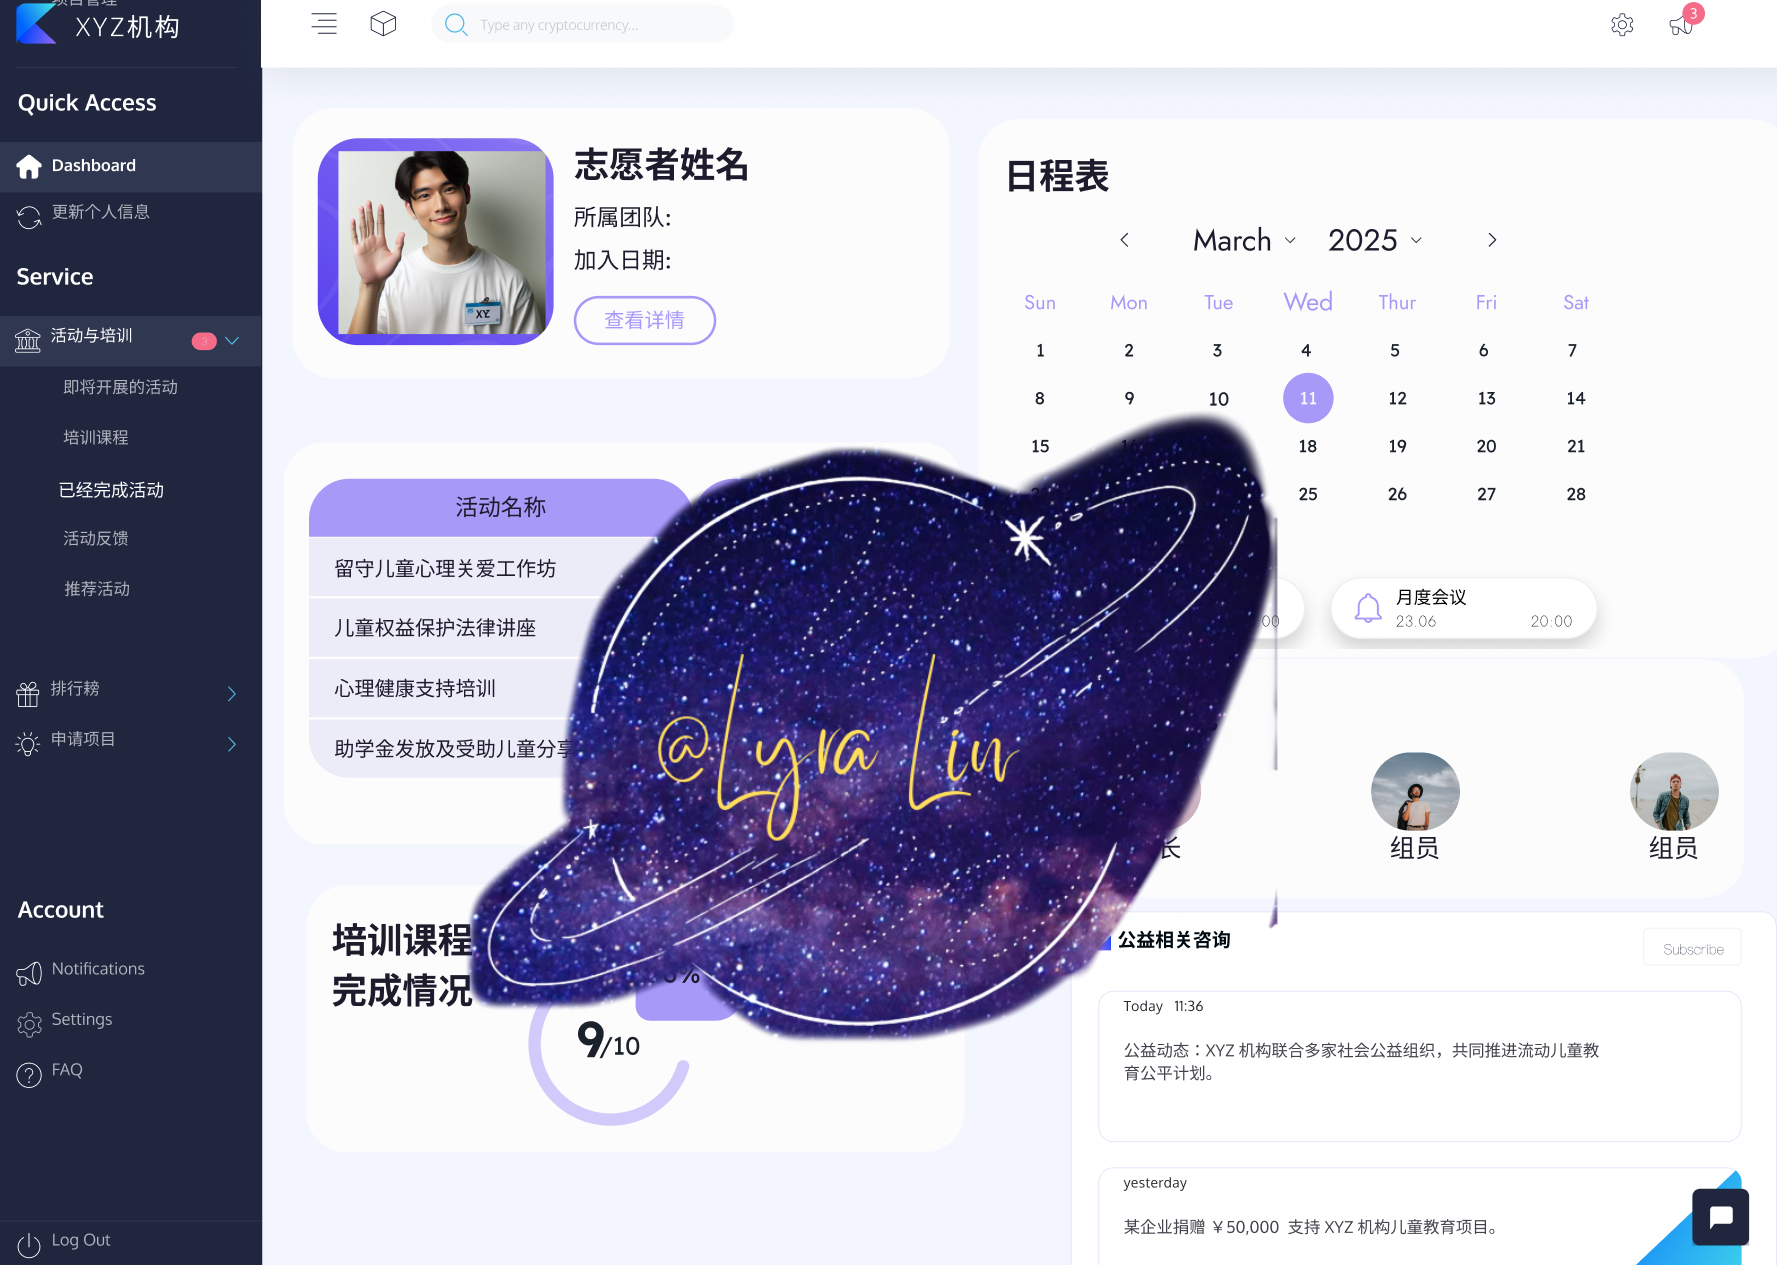 项目管理
XYZ机构
Quick Access
Dashboard
更新个人信息
Service
活动与培训
3
即将开展的活动
培训课程
已经完成活动
活动反馈
推荐活动
排行榜
申请项目
Account
Notifications
Settings
FAQ
Log Out
Type any cryptocurrency...
3
志愿者姓名
所属团队:
加入日期:
查看详情
XYZ
日程表
March 2025
Sun Mon Tue Wed Thur Fri Sat
1 2 3 4 5 6 7
8 9 10 11 12 13 14
15 18 19 20 21
25 26 27 28
月度会议
23.06 20:00
活动名称
留守儿童心理关爱工作坊
儿童权益保护法律讲座
心理健康支持培训
助学金发放及受助儿童分享
@Lyra Lin
长
组员
组员
培训课程
完成情况
%
9/10
公益相关咨询
Subscribe
Today 11:36
公益动态：XYZ 机构联合多家社会公益组织，共同推进流动儿童教
育公平计划。
yesterday
某企业捐赠 ￥50,000 支持 XYZ 机构儿童教育项目。